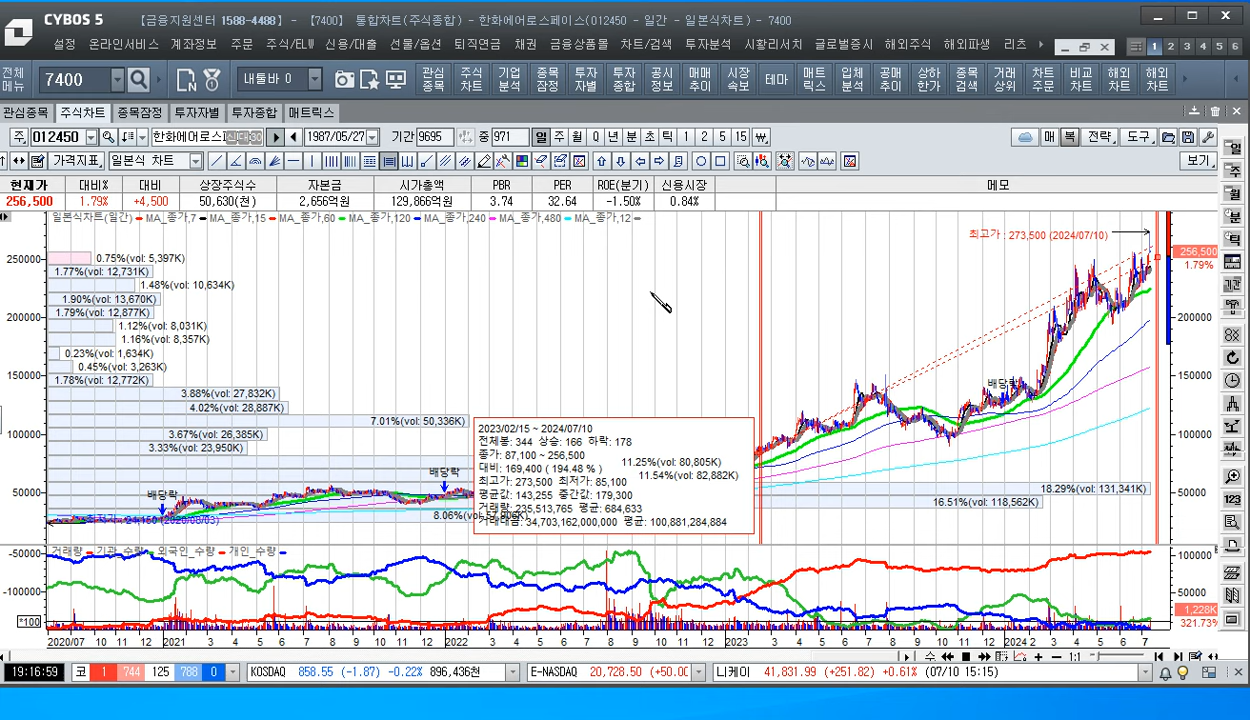 CYBOS 5 【금융지원센터 1588-4488】 - 【7400】 통합차트(주식종합) - 한화에어로스페이스(012450 - 일간 - 일본식차트) - 7400
설정 온라인서비스 계좌정보 주문 주식/ELW 신용/대출 선물/옵션 퇴직연금 채권 금융상품몰 차트/검색 투자분석 시황리서치 글로벌증시 해외주식 해외파생 리츠 1 2 3 4 5 6
전체메뉴 7400 내툴바 0 관심종목 주식차트 기업분석 종목잠정 투자자별 투자종합 공시정보 매매추이 시장속보 테마 매트릭스 입체분석 공매추이 상하한가 종목검색 거래상위 차트주문 비교차트 해외차트 해외차트
관심종목 주식차트 종목잠정 투자자별 투자종합 매트릭스
주 012450 한화에어로스 신대30 1987/05/27 기간 9695 중 971 일 주 월 Q 년 분 초 틱 1 2 3 5 15 매 복 전략 도구
가격지표 일본식 차트 보기
현재가 대비% 대비 상장주식수 자본금 시가총액 PBR PER ROE(분기) 신용시장 메모
256,500 1.79% +4,500 50,630(천) 2,656억원 129,866억원 3.74 32.64 -1.50% 0.84%
일본식차트(일간) MA_종가,7 MA_종가,15 MA_종가,60 MA_종가,120 MA_종가,240 MA_종가,480 MA_종가,12
최고가 : 273,500 (2024/07/10)
256,500
1.79%
250000 0.75%(vol: 5,397K) 250000
1.77%(vol: 12,731K)
1.48%(vol: 10,634K)
1.90%(vol: 13,670K)
1.79%(vol: 12,877K)
200000 200000
1.12%(vol: 8,031K)
1.16%(vol: 8,357K)
0.23%(vol: 1,634K)
0.45%(vol: 3,263K)
150000 1.78%(vol: 12,772K) 배당락 150000
3.88%(vol: 27,832K)
4.02%(vol: 28,887K)
7.01%(vol: 50,336K)
100000 3.67%(vol: 26,385K) 100000
3.33%(vol: 23,950K)
2023/02/15 ~ 2024/07/10
전체봉: 344 상승: 166 하락: 178
종가: 87,100 ~ 256,500
11.25%(vol: 80,805K)
대비: 169,400 ( 194.48 % )
11.54%(vol: 82,882K)
최고가: 273,500 최저가: 85,100
평균값: 143,255 중간값: 179,300
거래량: 235,513,765 평균: 684,633
거래대금: 34,703,162,000,000 평균: 100,881,284,884
배당락 배당락
50000 50000
18.29%(vol: 131,341K)
16.51%(vol: 118,562K)
8.06%(vol: 57,906K)
최저가 : 24,150 (2020/08/03)
거래량 기관_수량 외국인_수량 개인_수량
-50000 100000
-100000 50000
1,228K
*100 321.73%
2020/07 10 11 12 2021 4 5 6 7 8 9 10 11 12 2022 3 4 5 6 7 8 9 10 11 12 2023 3 4 5 6 7 8 9 10 11 12 2024 2 3 4 5 6 7
1:1
19:16:59 코 1 744 125 788 0 KOSDAQ 858.55 (-1.87) -0.22% 896,436천 E-NASDAQ 20,728.50 (+50.00 니케이 41,831.99 (+251.82) +0.61% (07/10 15:15)